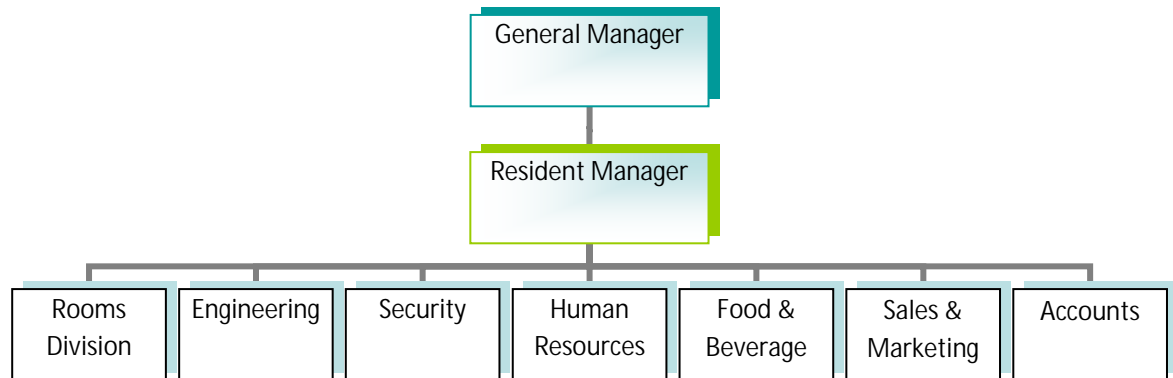 General Manager
Resident Manager
Rooms
Division
Engineering
Security
Human
Resources
Food &
Beverage
Sales &
Marketing
Accounts